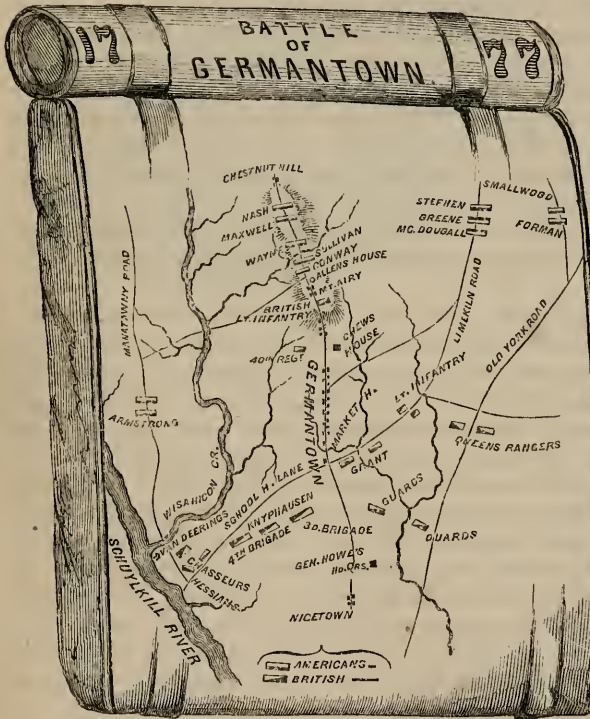 17
BATTLE
OF
GERMANTOWN.
77
CHESTNUT HILL
NASH
MAXWELL
WAYNE
SULLIVAN
CONWAY
ALLENS HOUSE
MT. AIRY
BRITISH
LT. INFANTRY
40TH REGT
CHEWS
HOUSE
GERMANTOWN
MARKET H.
STEPHEN
GREENE
MC. DOUGALL
SMALLWOOD
FORMAN
LIMEKILN ROAD
OLD YORK ROAD
MANATAWNY ROAD
ARMSTRONG
WISAHICON CR.
SCHOOL H. LANE
LT. INFANTRY
QUEENS RANGERS
GRANT
GUARDS
GUARDS
VAN DEERINGS
KNYPHAUSEN
4TH BRIGADE
3D. BRIGADE
CHASSEURS
HESSIANS
GEN. HOWE'S
HD. QRS.
NICETOWN
SCHUYLKILL RIVER
AMERICANS
BRITISH